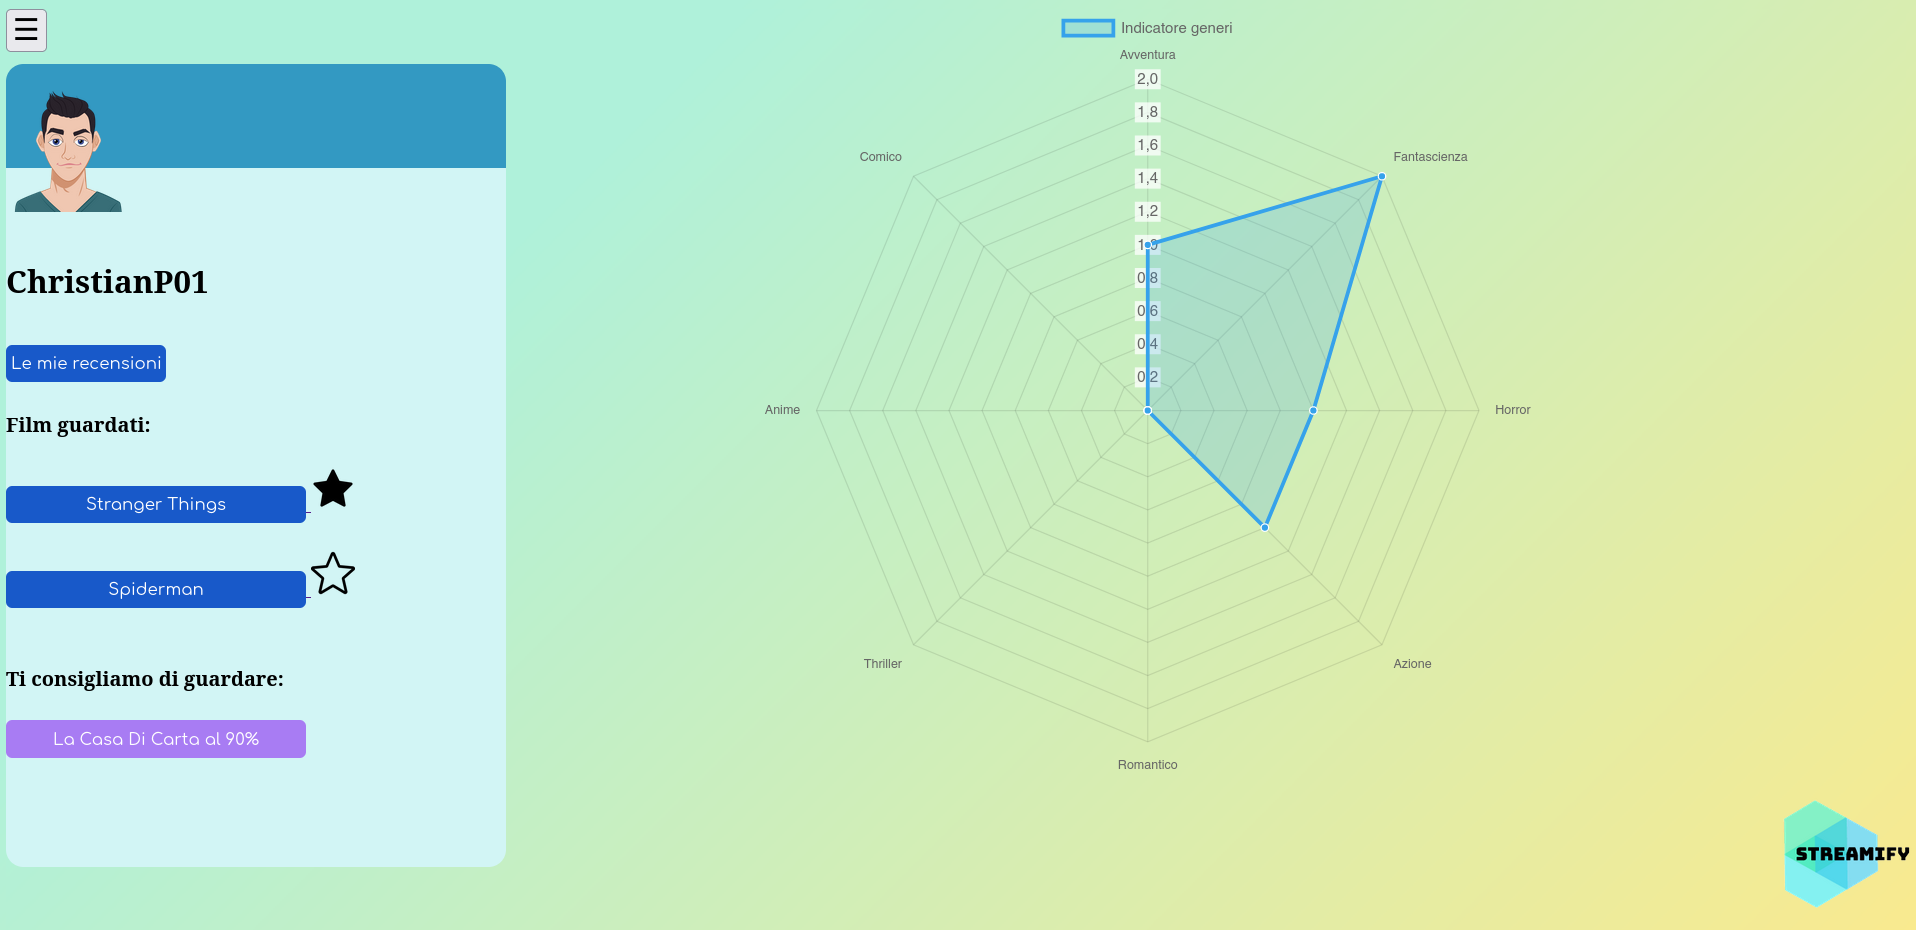 ☰
ChristianP01
Le mie recensioni
Film guardati:
Stranger Things
Spiderman
Ti consigliamo di guardare:
La Casa Di Carta al 90%
Indicatore generi
Avventura
Fantascienza
Horror
Azione
Romantico
Thriller
Anime
Comico
2,0
1,8
1,6
1,4
1,2
1,0
0,8
0,6
0,4
0,2
STREAMIFY